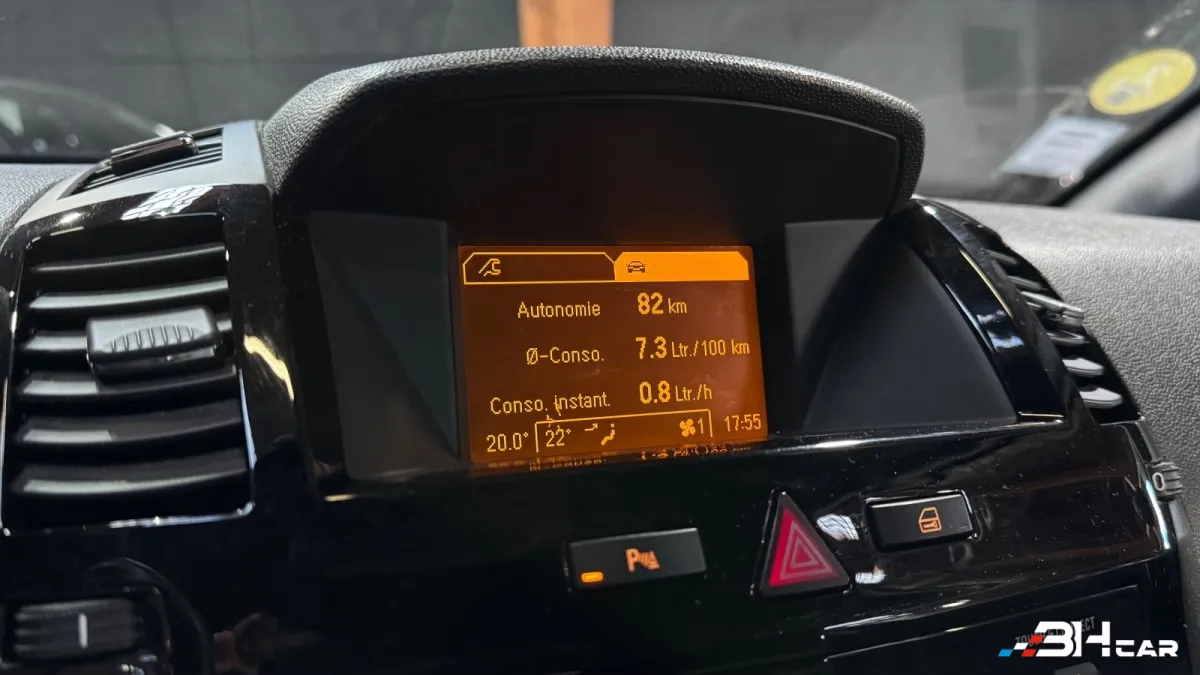 Autonomie 82 km
Ø-Conso. 7.3 Ltr./100 km
Conso. instant. 0.8 Ltr./h
20.0° 22° 1 17:55
P
BHCAR